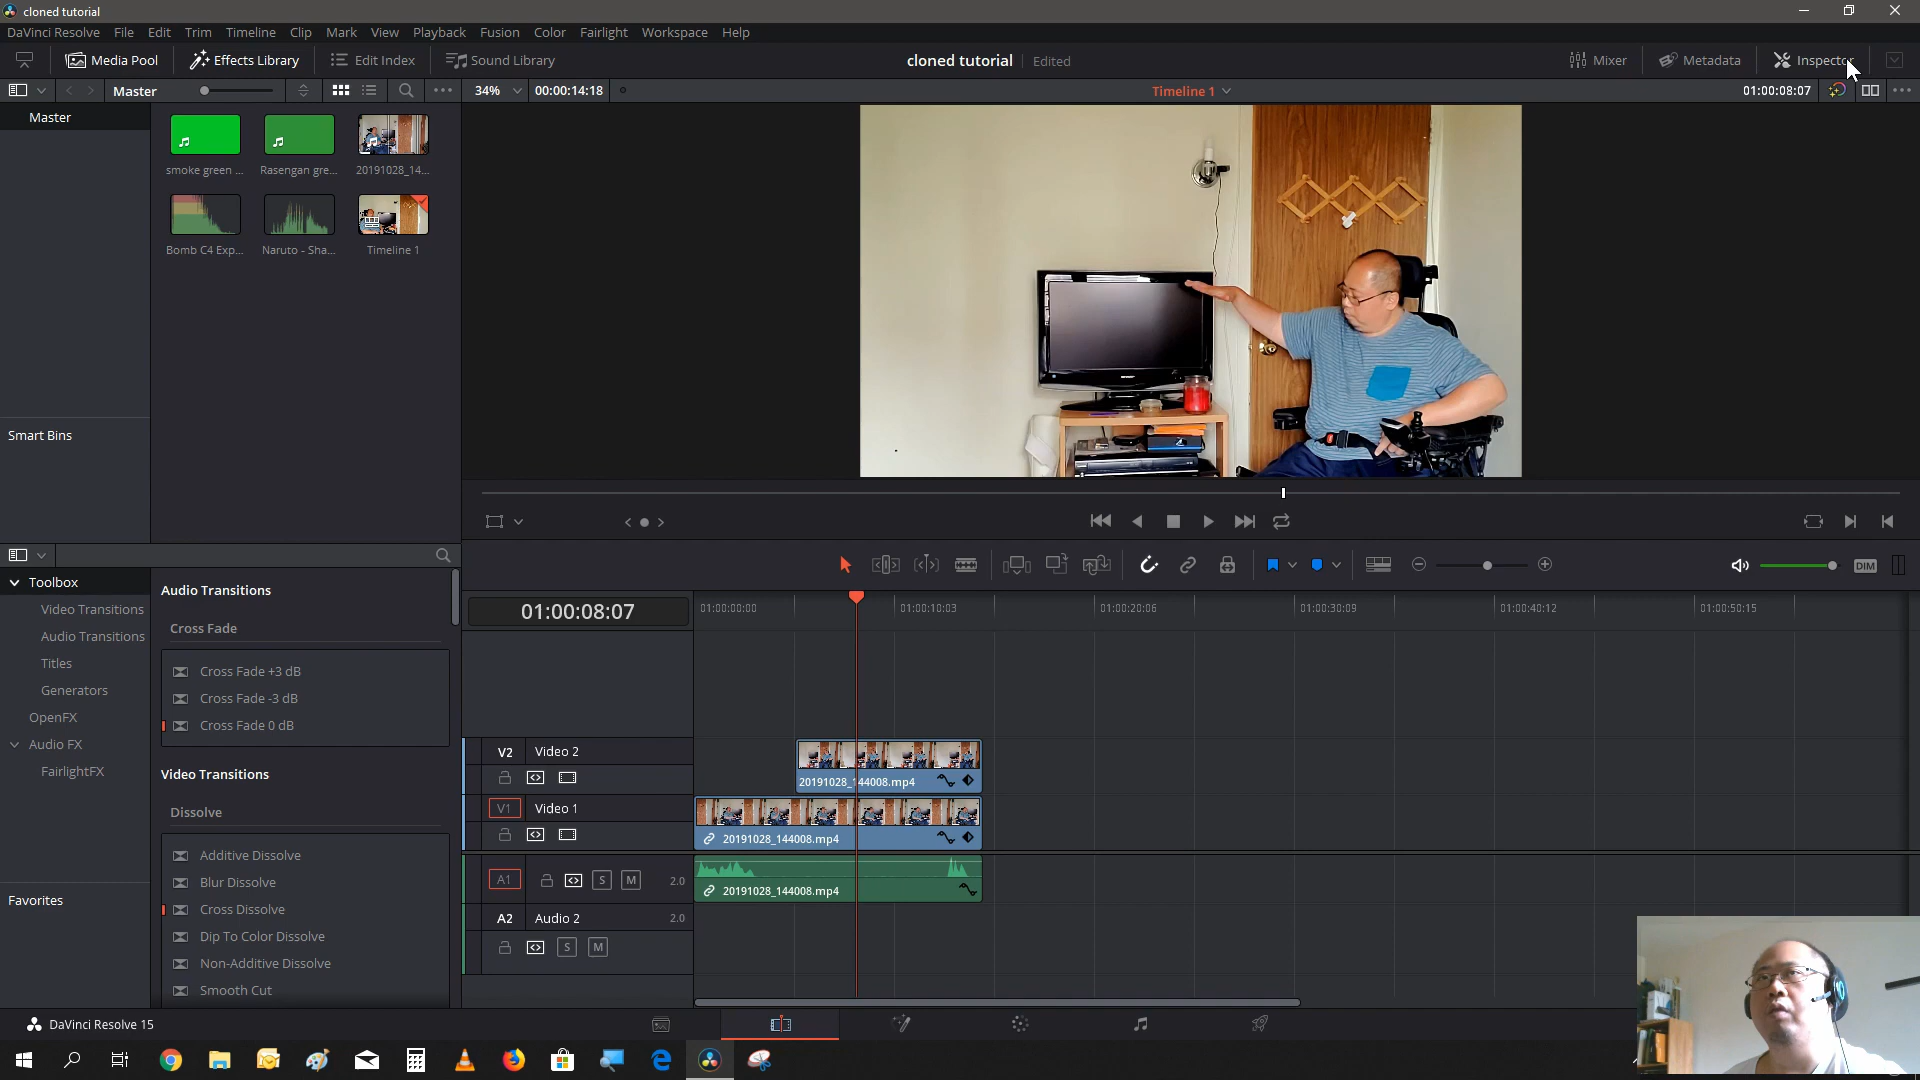 cloned tutorial
DaVinci Resolve File Edit Trim Timeline Clip Mark View Playback Fusion Color Fairlight Workspace Help
Media Pool Effects Library Edit Index Sound Library cloned tutorial Edited Mixer Metadata Inspector
Master 34% 00:00:14:18 Timeline 1 01:00:08:07
Master
smoke green ... Rasengan gre... 20191028_14...
Bomb C4 Exp... Naruto - Sha... Timeline 1
Smart Bins
Toolbox
Video Transitions
Audio Transitions
Titles
Generators
OpenFX
Audio FX
FairlightFX
Favorites
Audio Transitions
Cross Fade
Cross Fade +3 dB
Cross Fade -3 dB
Cross Fade 0 dB
Video Transitions
Dissolve
Additive Dissolve
Blur Dissolve
Cross Dissolve
Dip To Color Dissolve
Non-Additive Dissolve
Smooth Cut
DIM
01:00:08:07 01:00:00:00 01:00:10:03 01:00:20:06 01:00:30:09 01:00:40:12 01:00:50:15
V2 Video 2
20191028_144008.mp4
V1 Video 1
20191028_144008.mp4
A1 S M 2.0
20191028_144008.mp4
A2 Audio 2 2.0
S M
DaVinci Resolve 15